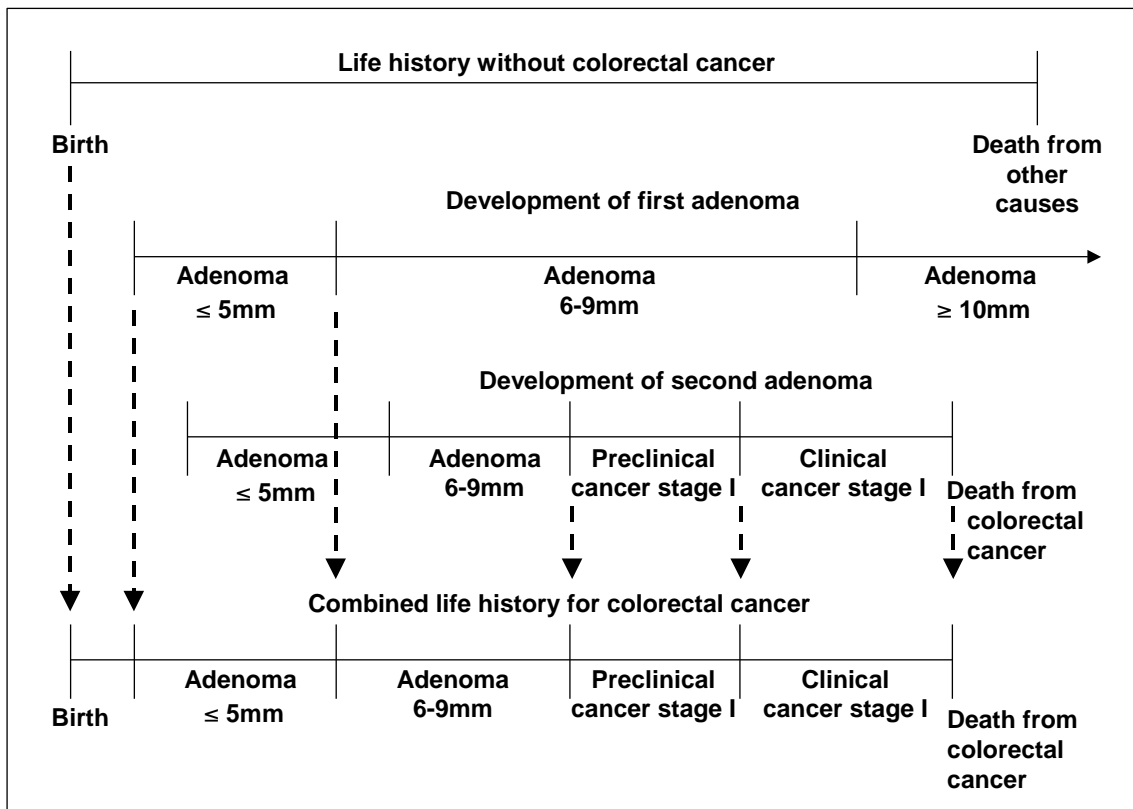 Life history without colorectal cancer
Birth
Death from
other
causes
Development of first adenoma
Adenoma
≤ 5mm
Adenoma
6-9mm
Adenoma
≥ 10mm
Development of second adenoma
Adenoma
≤ 5mm
Adenoma
6-9mm
Preclinical
cancer stage I
Clinical
cancer stage I
Death from
colorectal
cancer
Combined life history for colorectal cancer
Birth
Adenoma
≤ 5mm
Adenoma
6-9mm
Preclinical
cancer stage I
Clinical
cancer stage I
Death from
colorectal
cancer